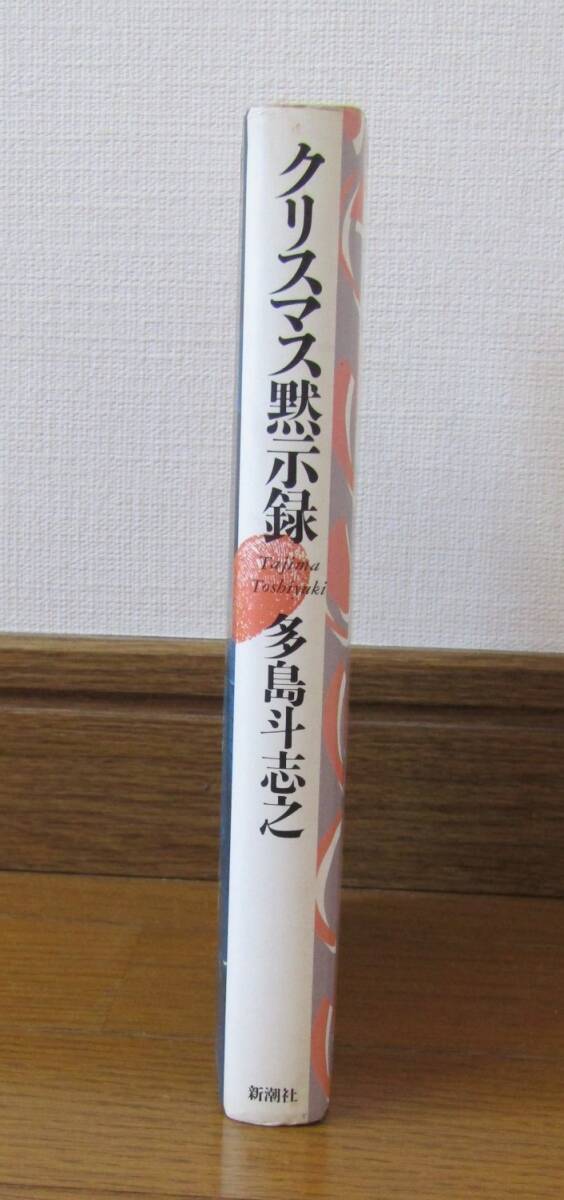 クリスマス黙示録
Tajima
Toshiyuki
多島斗志之
新潮社